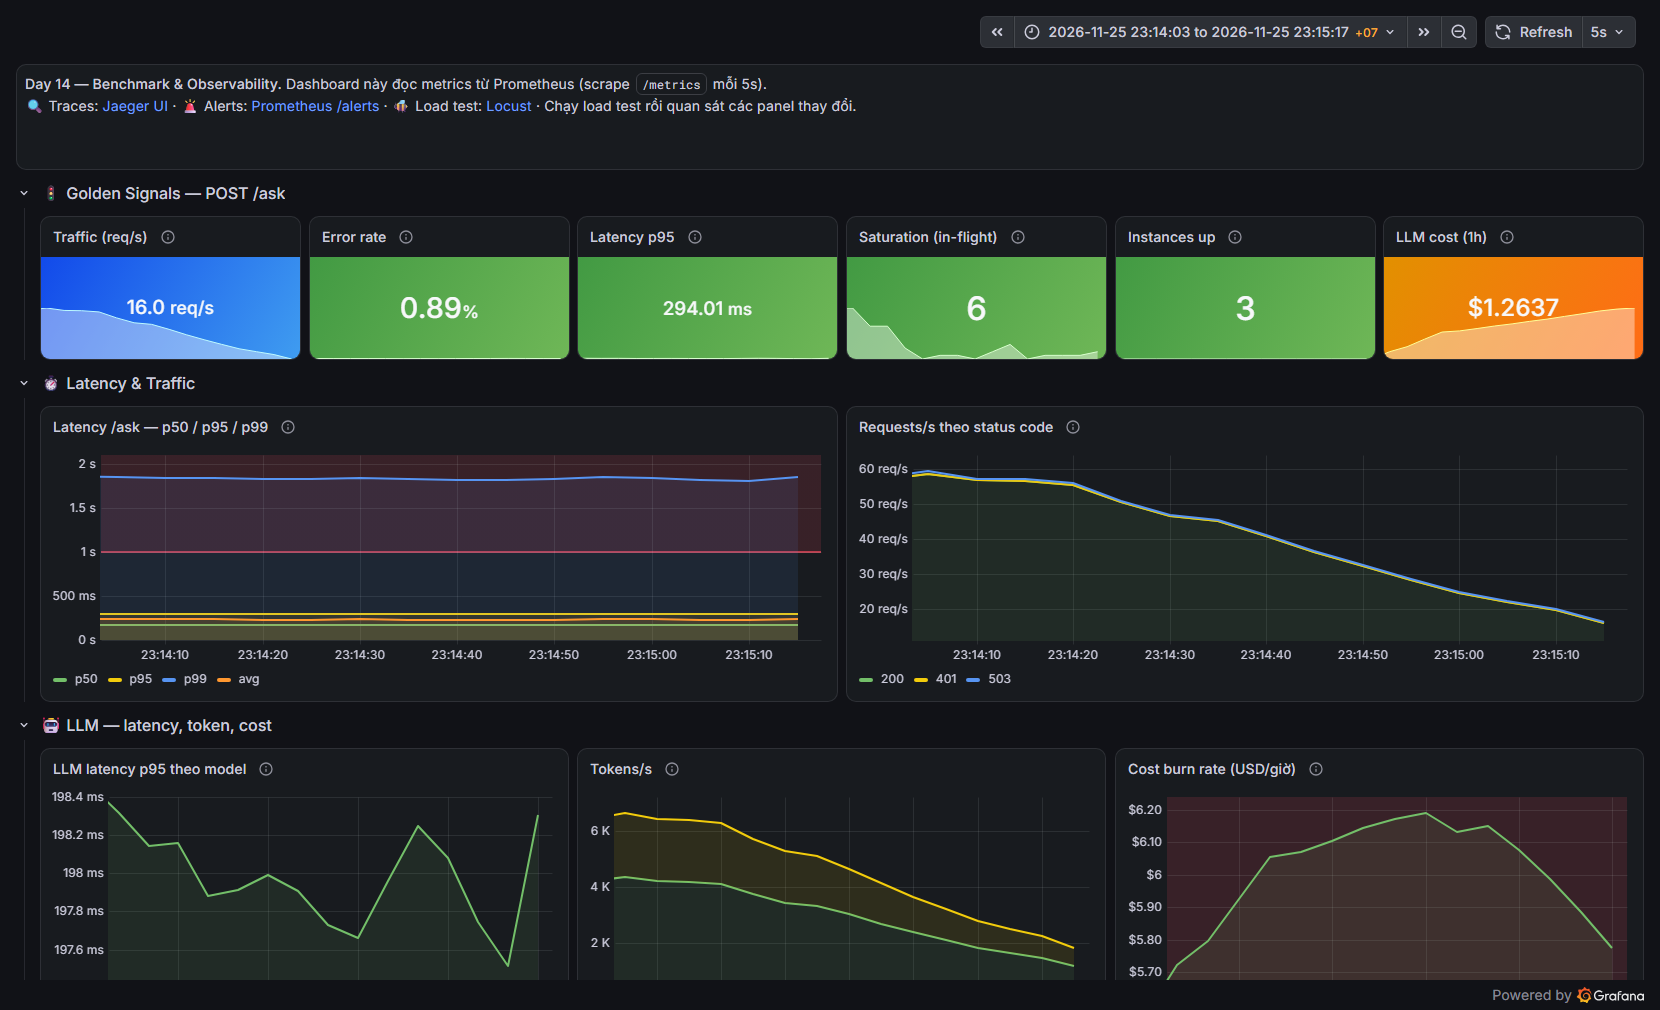 2026-11-25 23:14:03 to 2026-11-25 23:15:17 +07
Refresh
5s
Day 14 — Benchmark & Observability. Dashboard này đọc metrics từ Prometheus (scrape /metrics mỗi 5s).
Traces: Jaeger UI · Alerts: Prometheus /alerts · Load test: Locust · Chạy load test rồi quan sát các panel thay đổi.
Golden Signals — POST /ask
Traffic (req/s)
16.0 req/s
Error rate
0.89%
Latency p95
294.01 ms
Saturation (in-flight)
6
Instances up
3
LLM cost (1h)
$1.2637
Latency & Traffic
Latency /ask — p50 / p95 / p99
2 s
1.5 s
1 s
500 ms
0 s
23:14:10 23:14:20 23:14:30 23:14:40 23:14:50 23:15:00 23:15:10
p50 p95 p99 avg
Requests/s theo status code
60 req/s
50 req/s
40 req/s
30 req/s
20 req/s
23:14:10 23:14:20 23:14:30 23:14:40 23:14:50 23:15:00 23:15:10
200 401 503
LLM — latency, token, cost
LLM latency p95 theo model
198.4 ms
198.2 ms
198 ms
197.8 ms
197.6 ms
Tokens/s
6 K
4 K
2 K
Cost burn rate (USD/giờ)
$6.20
$6.10
$6
$5.90
$5.80
$5.70
Powered by Grafana